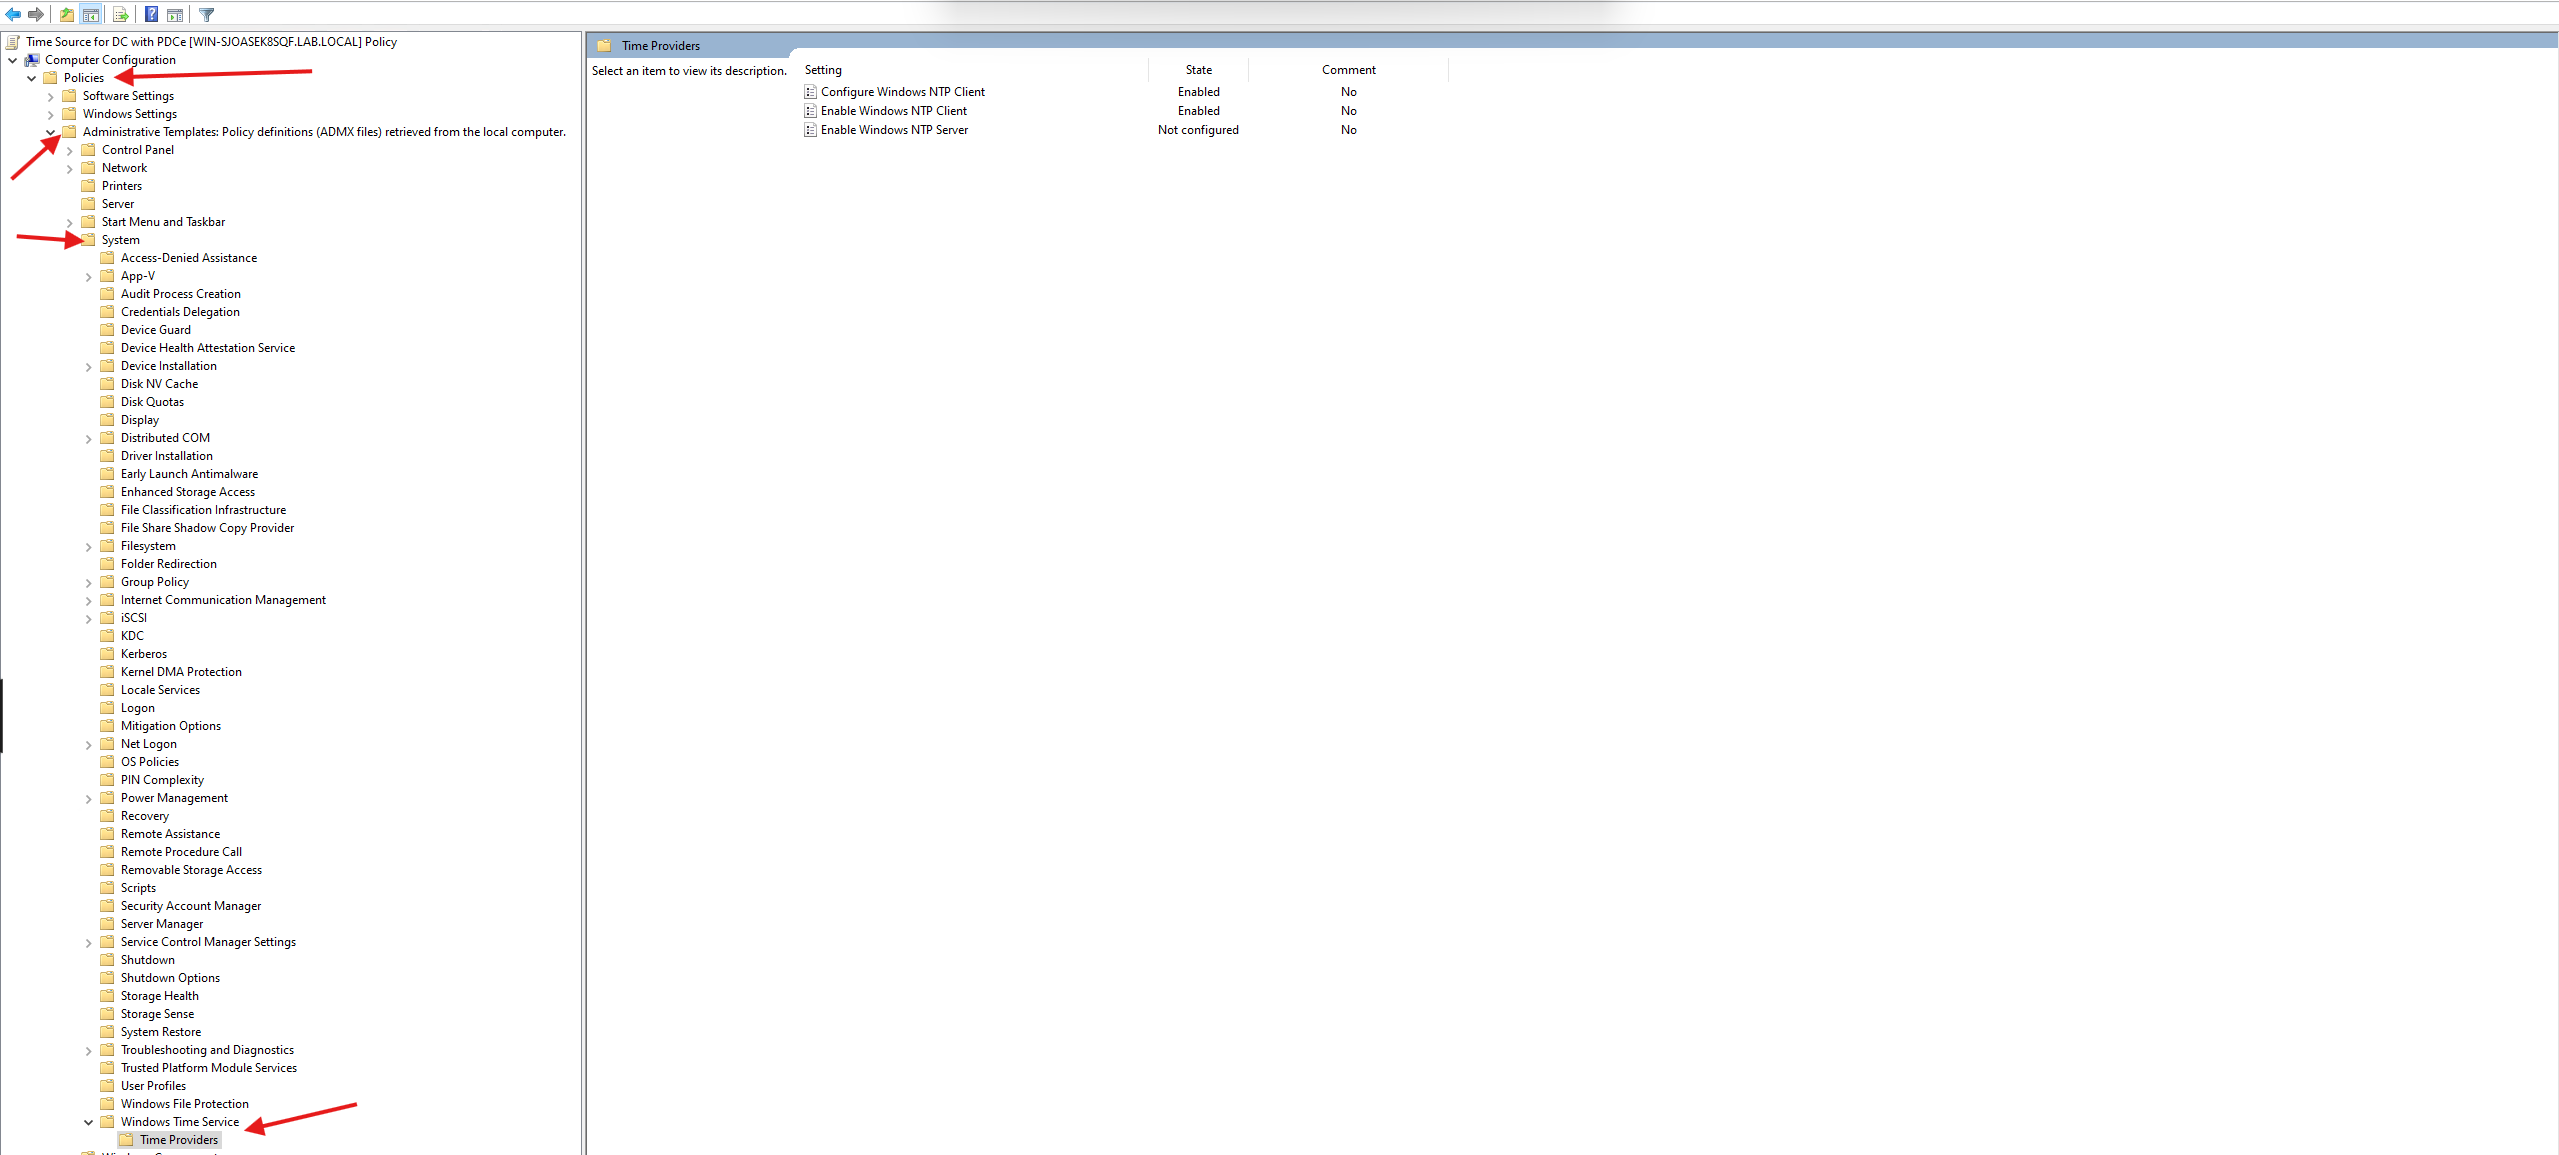 Time Source for DC with PDCe [WIN-SJOASEK8SQF.LAB.LOCAL] Policy
Computer Configuration
Policies
Software Settings
Windows Settings
Administrative Templates: Policy definitions (ADMX files) retrieved from the local computer.
Control Panel
Network
Printers
Server
Start Menu and Taskbar
System
Access-Denied Assistance
App-V
Audit Process Creation
Credentials Delegation
Device Guard
Device Health Attestation Service
Device Installation
Disk NV Cache
Disk Quotas
Display
Distributed COM
Driver Installation
Early Launch Antimalware
Enhanced Storage Access
File Classification Infrastructure
File Share Shadow Copy Provider
Filesystem
Folder Redirection
Group Policy
Internet Communication Management
iSCSI
KDC
Kerberos
Kernel DMA Protection
Locale Services
Logon
Mitigation Options
Net Logon
OS Policies
PIN Complexity
Power Management
Recovery
Remote Assistance
Remote Procedure Call
Removable Storage Access
Scripts
Security Account Manager
Server Manager
Service Control Manager Settings
Shutdown
Shutdown Options
Storage Health
Storage Sense
System Restore
Troubleshooting and Diagnostics
Trusted Platform Module Services
User Profiles
Windows File Protection
Windows Time Service
Time Providers
Time Providers
Select an item to view its description.
Setting State Comment
Configure Windows NTP Client Enabled No
Enable Windows NTP Client Enabled No
Enable Windows NTP Server Not configured No